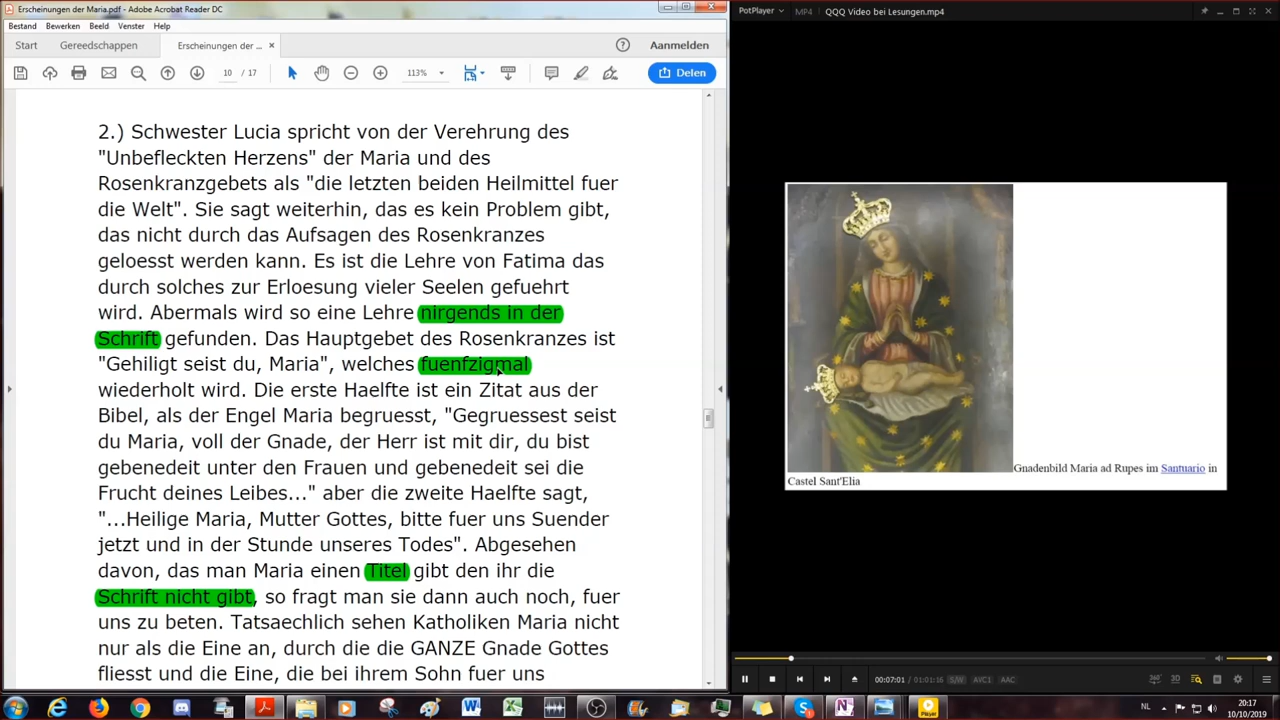 Erscheinungen der Maria.pdf - Adobe Acrobat Reader DC
Bestand Bewerken Beeld Venster Help
Start Gereedschappen Erscheinungen der ... × Aanmelden
10 / 17 113% Delen
2.) Schwester Lucia spricht von der Verehrung des
"Unbefleckten Herzens" der Maria und des
Rosenkranzgebets als "die letzten beiden Heilmittel fuer
die Welt". Sie sagt weiterhin, das es kein Problem gibt,
das nicht durch das Aufsagen des Rosenkranzes
geloesst werden kann. Es ist die Lehre von Fatima das
durch solches zur Erloesung vieler Seelen gefuehrt
wird. Abermals wird so eine Lehre nirgends in der
Schrift gefunden. Das Hauptgebet des Rosenkranzes ist
"Gehiligt seist du, Maria", welches fuenfzigmal
wiederholt wird. Die erste Haelfte ist ein Zitat aus der
Bibel, als der Engel Maria begruesst, "Gegruessest seist
du Maria, voll der Gnade, der Herr ist mit dir, du bist
gebenedeit unter den Frauen und gebenedeit sei die
Frucht deines Leibes..." aber die zweite Haelfte sagt,
"...Heilige Maria, Mutter Gottes, bitte fuer uns Suender
jetzt und in der Stunde unseres Todes". Abgesehen
davon, das man Maria einen Titel gibt den ihr die
Schrift nicht gibt, so fragt man sie dann auch noch, fuer
uns zu beten. Tatsaechlich sehen Katholiken Maria nicht
nur als die Eine an, durch die die GANZE Gnade Gottes
fliesst und die Eine, die bei ihrem Sohn fuer uns
PotPlayer MP4 QQQ Video bei Lesungen.mp4
Gnadenbild Maria ad Rupes im Santuario in
Castel Sant'Elia
00:07:01 01:01:16 S/W AVC1 AAC 3D
NL 20:17
10/10/2019